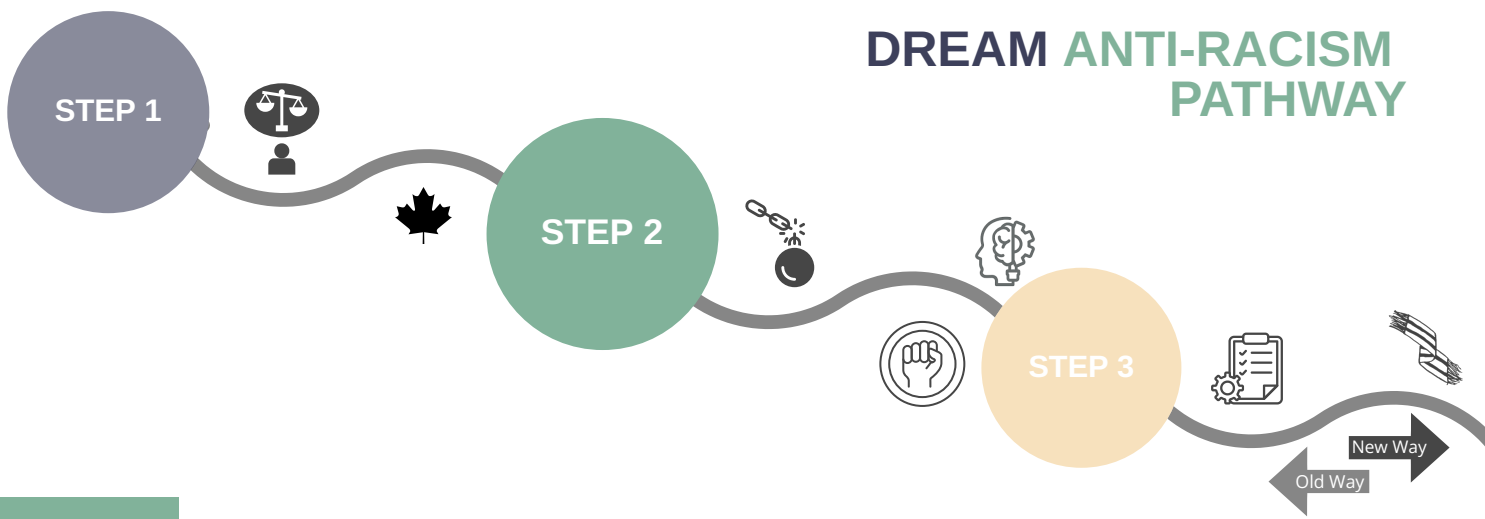 DREAM ANTI-RACISM
PATHWAY
STEP 1
STEP 2
STEP 3
New Way
Old Way